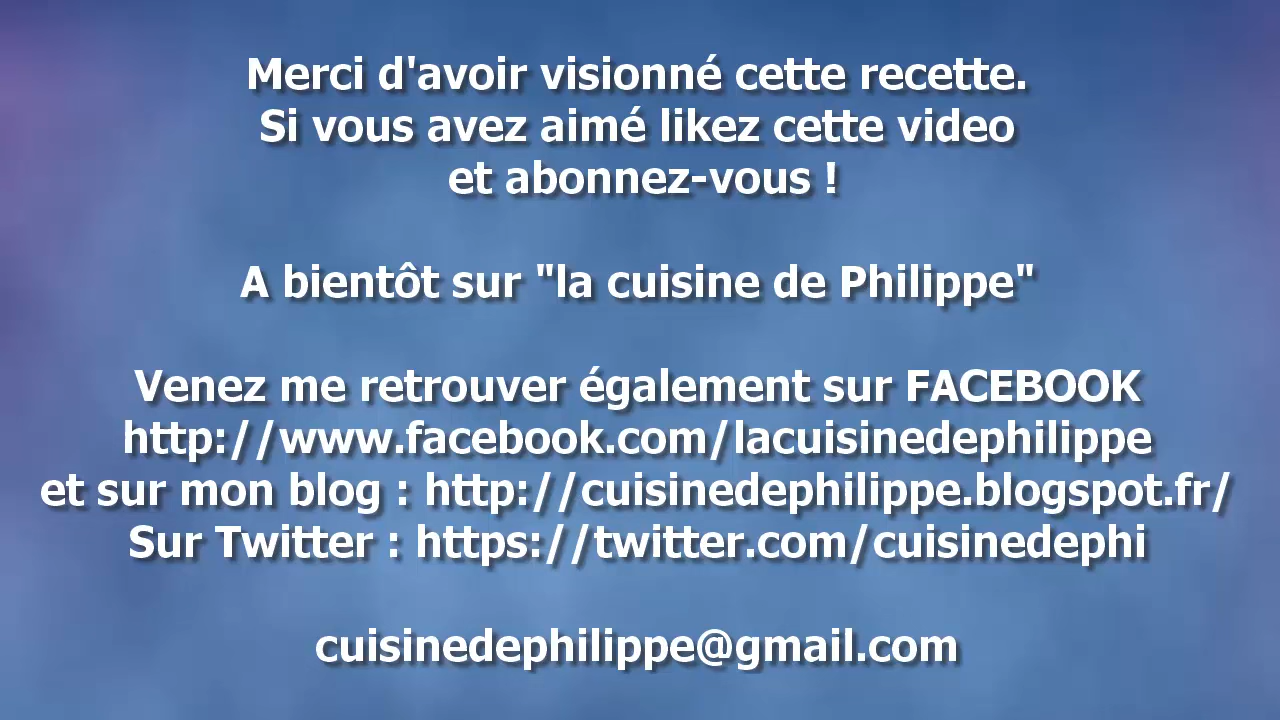 Merci d'avoir visionné cette recette.
Si vous avez aimé likez cette video
et abonnez-vous !
A bientôt sur "la cuisine de Philippe"
Venez me retrouver également sur FACEBOOK
http://www.facebook.com/lacuisinedephilippe
et sur mon blog : http://cuisinedephilippe.blogspot.fr/
Sur Twitter : https://twitter.com/cuisinedephi
cuisinedephilippe@gmail.com